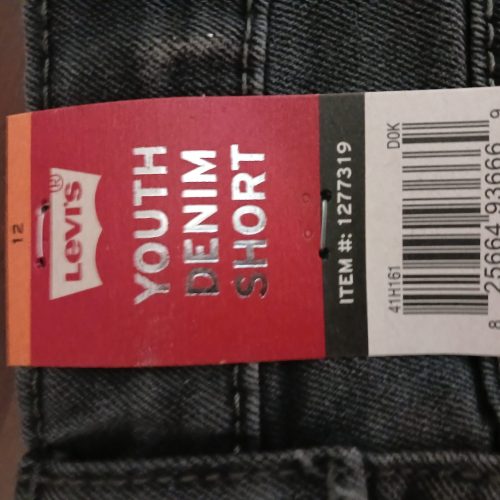 12
Levi's®
YOUTH
DENIM
SHORT
ITEM #: 1277319
41H161 D0K
8 25664 93666 9